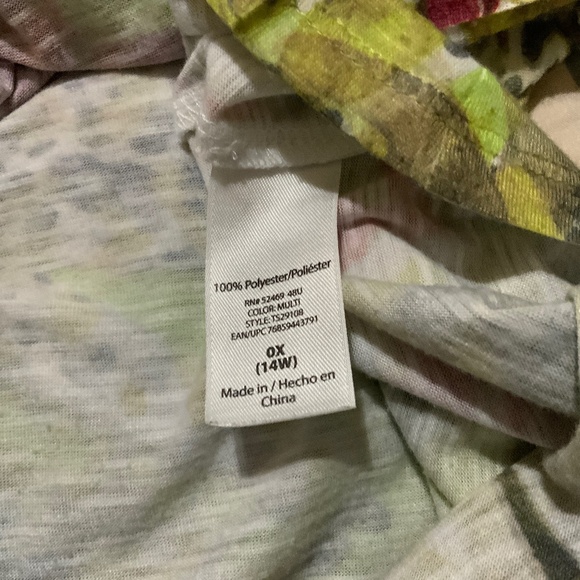 100% Polyester/Poliéster
RN# 52469 48U
COLOR: MULTI
STYLE: TS29108
EAN/UPC 76859443791
0X
(14W)
Made in / Hecho en
China